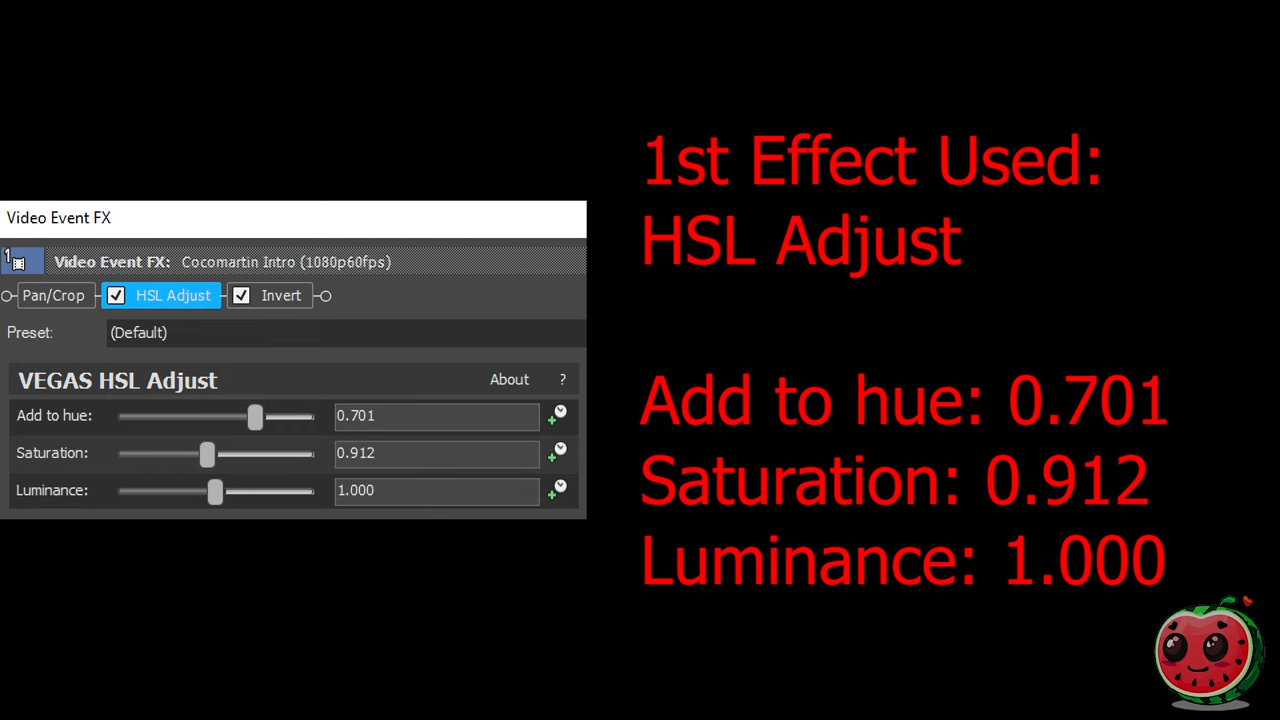 1st Effect Used:
HSL Adjust
Video Event FX
1
Video Event FX: Cocomartin Intro (1080p60fps)
Pan/Crop HSL Adjust Invert
Preset: (Default)
VEGAS HSL Adjust About ?
Add to hue: 0.701
Saturation: 0.912
Luminance: 1.000
Add to hue: 0.701
Saturation: 0.912
Luminance: 1.000